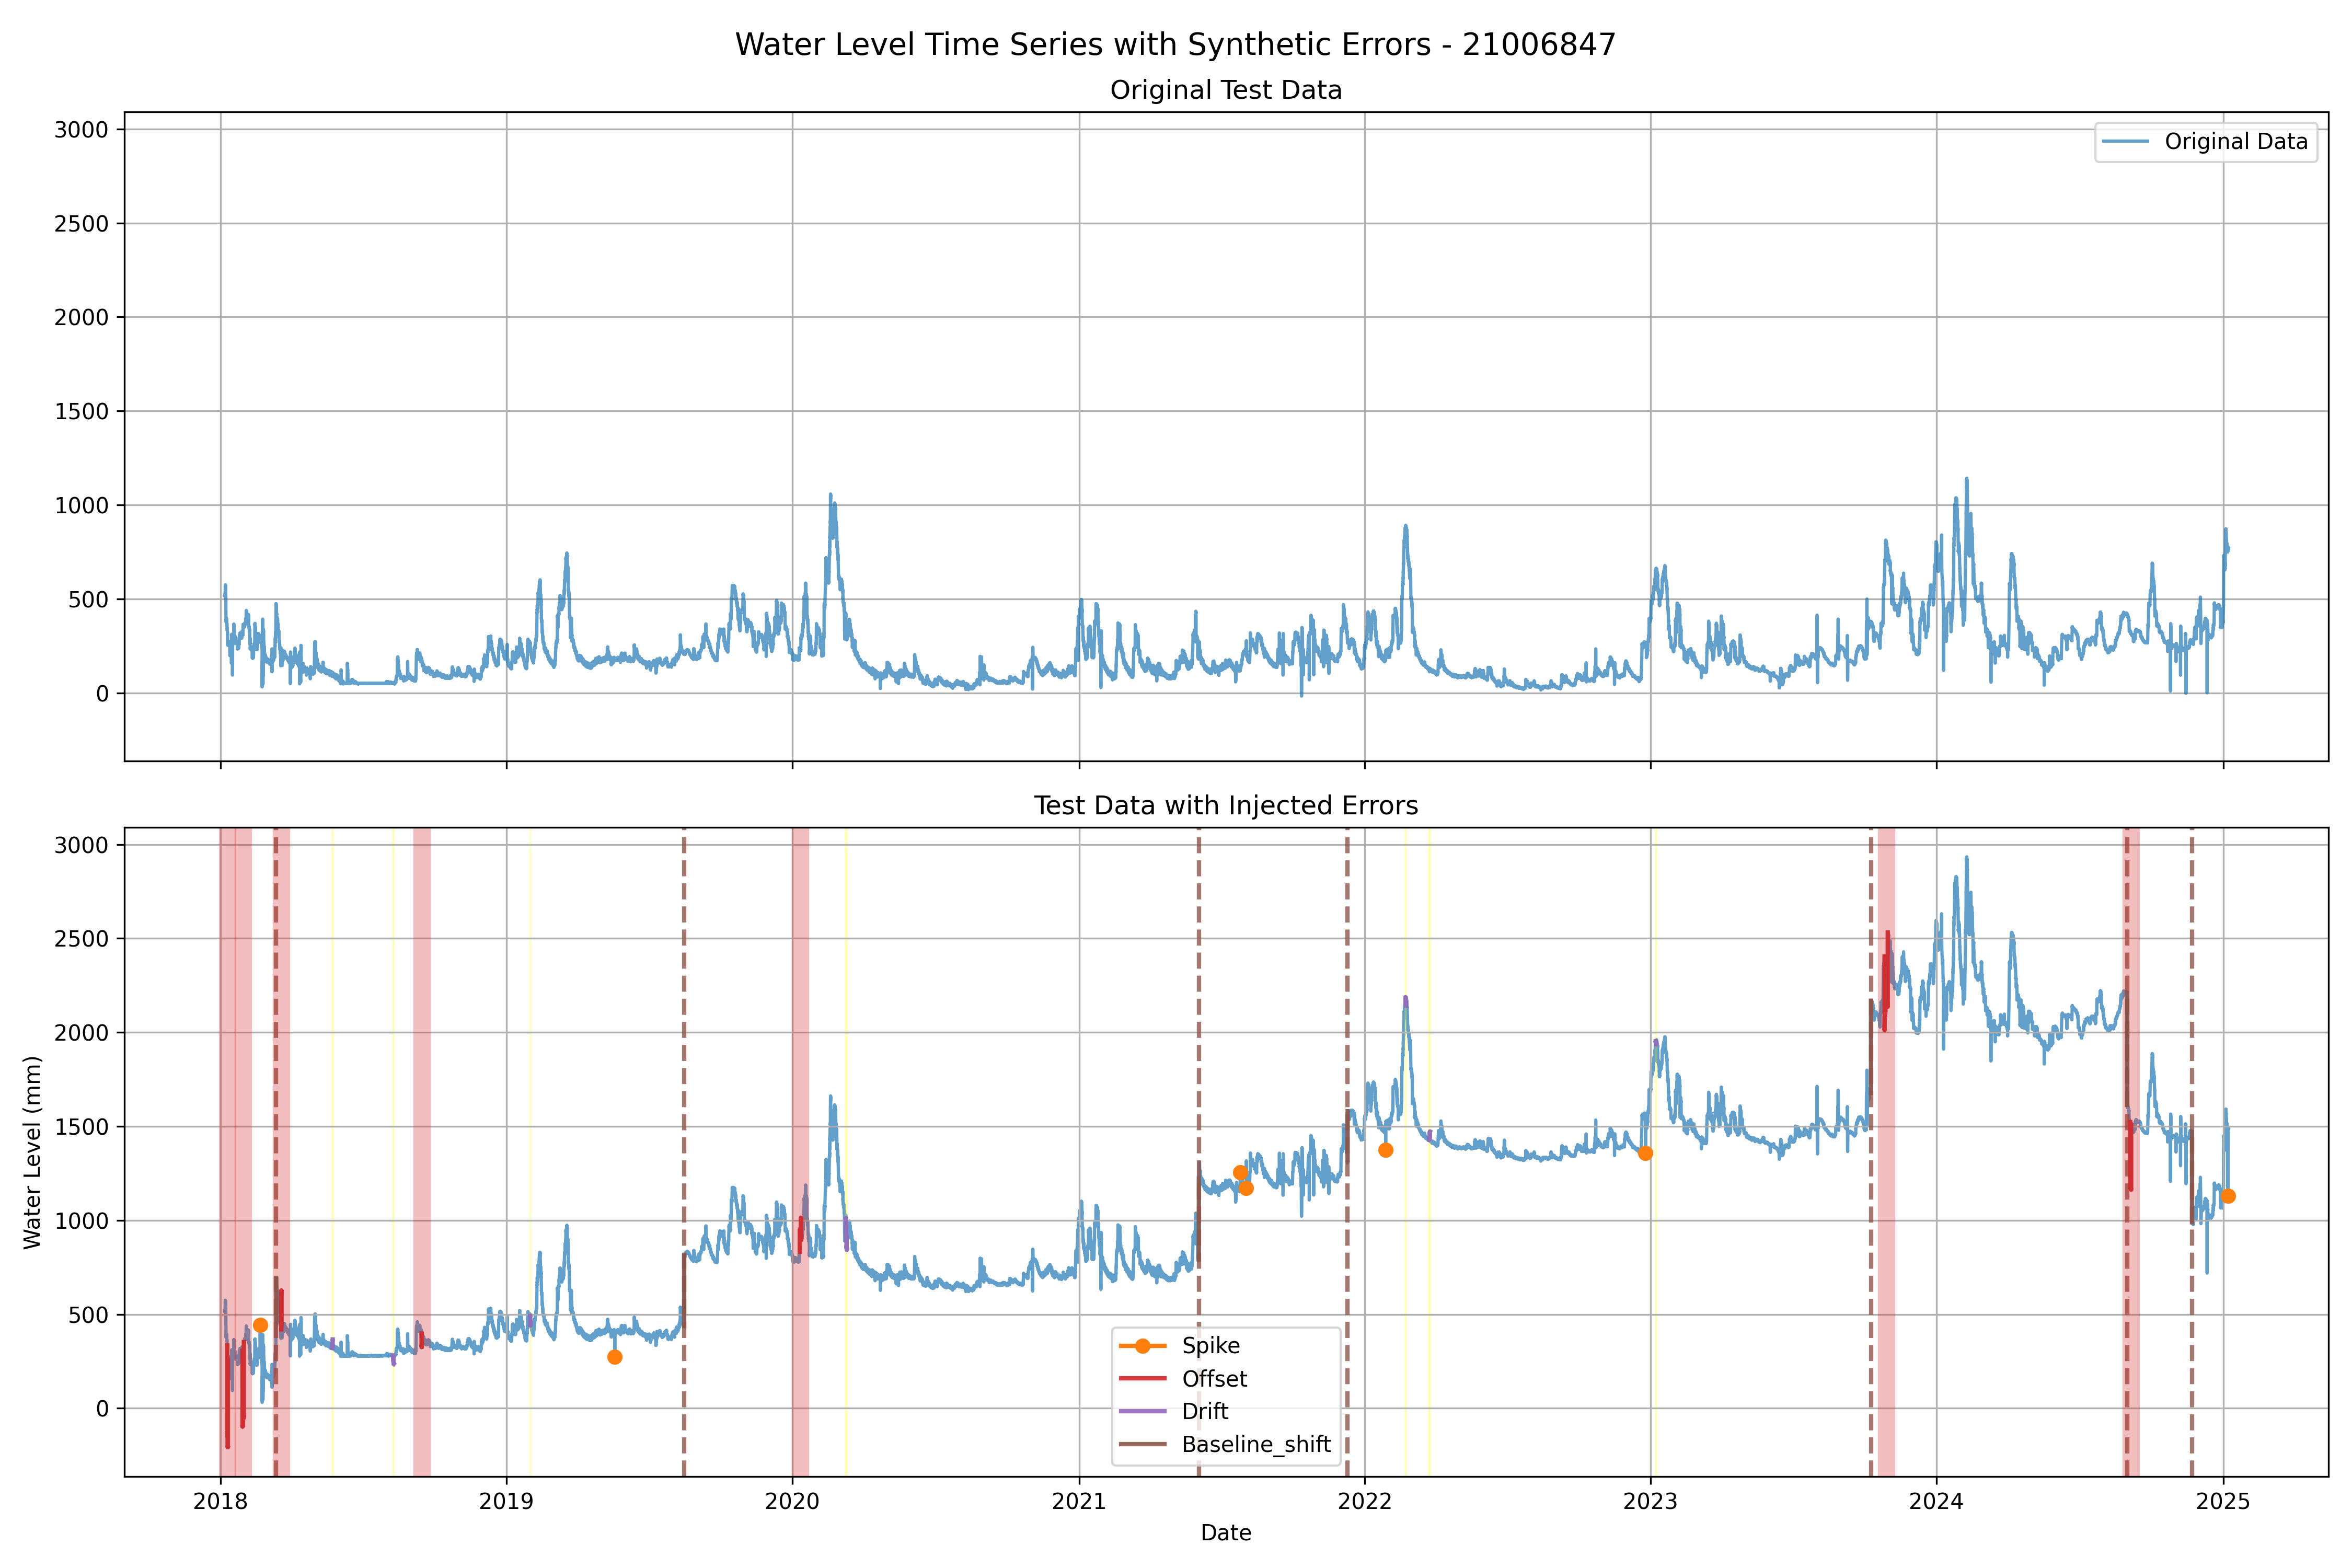 Water Level Time Series with Synthetic Errors - 21006847
Original Test Data
3000
2500
2000
1500
1000
500
0
Original Data
Test Data with Injected Errors
Water Level (mm)
3000
2500
2000
1500
1000
500
0
Spike
Offset
Drift
Baseline_shift
2018
2019
2020
2021
2022
2023
2024
2025
Date